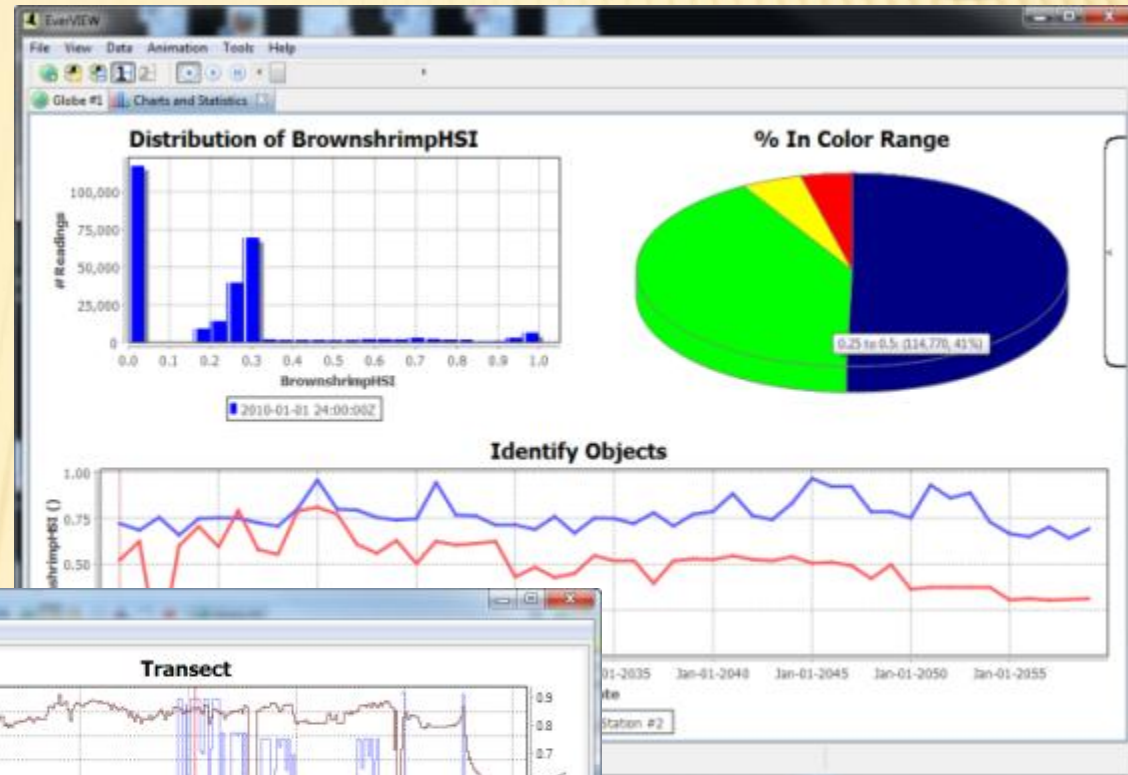 EverVIEW
File View Data Animation Tools Help
1 2
Globe #1 Charts and Statistics
Distribution of BrownshrimpHSI
100,000
75,000
50,000
25,000
0
# Readings
0.0 0.1 0.2 0.3 0.4 0.5 0.6 0.7 0.8 0.9 1.0
BrownshrimpHSI
2010-01-01 24:00:00Z
% In Color Range
0.25 to 0.5: (114,770, 41%)
Identify Objects
1.00
0.75
0.50
shrimpHSI ()
01-2035 Jan-01-2040 Jan-01-2045 Jan-01-2050 Jan-01-2055
te
Station #2
Transect
0.9
0.8
0.7